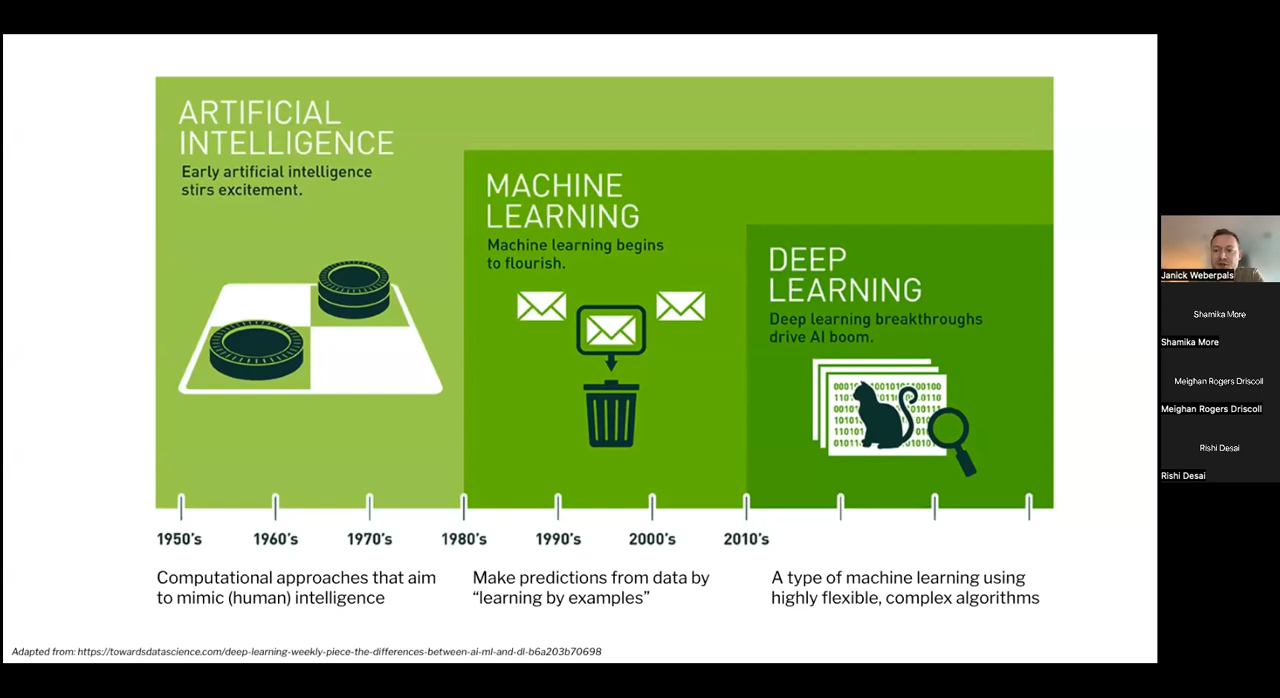 ARTIFICIAL
INTELLIGENCE
Early artificial intelligence
stirs excitement.
MACHINE
LEARNING
Machine learning begins
to flourish.
DEEP
LEARNING
Deep learning breakthroughs
drive AI boom.
1950's
1960's
1970's
1980's
1990's
2000's
2010's
Computational approaches that aim
to mimic (human) intelligence
Make predictions from data by
“learning by examples”
A type of machine learning using
highly flexible, complex algorithms
Adapted from: https://towardsdatascience.com/deep-learning-weekly-piece-the-differences-between-ai-ml-and-dl-b6a203b70698
Janick Weberpals
Shamika More
Shamika More
Meighan Rogers Driscoll
Meighan Rogers Driscoll
Rishi Desai
Rishi Desai